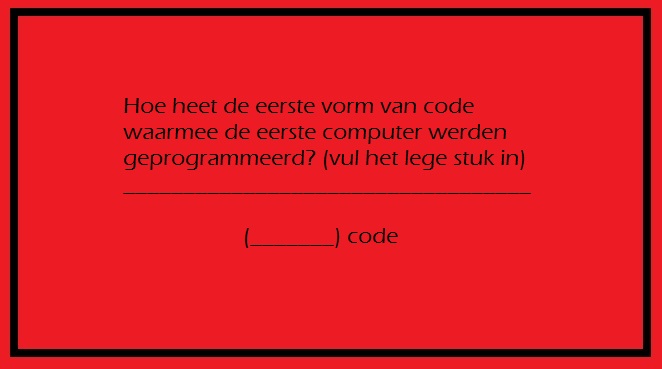 Hoe heet de eerste vorm van code
waarmee de eerste computer werden
geprogrammeerd? (vul het lege stuk in)
(________) code